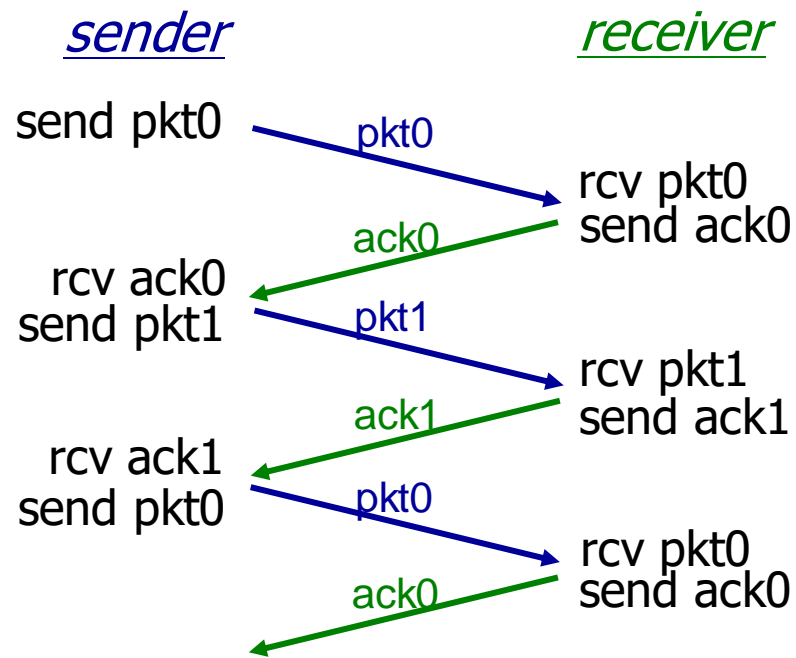 sender receiver
send pkt0
pkt0
rcv pkt0
send ack0
ack0
rcv ack0
send pkt1
pkt1
rcv pkt1
send ack1
ack1
rcv ack1
send pkt0
pkt0
rcv pkt0
send ack0
ack0